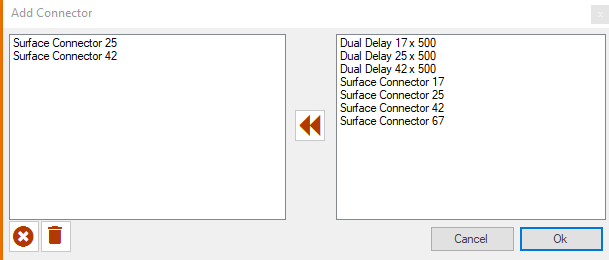 Add Connector
Surface Connector 25
Surface Connector 42
Dual Delay 17 x 500
Dual Delay 25 x 500
Dual Delay 42 x 500
Surface Connector 17
Surface Connector 25
Surface Connector 42
Surface Connector 67
Cancel
Ok